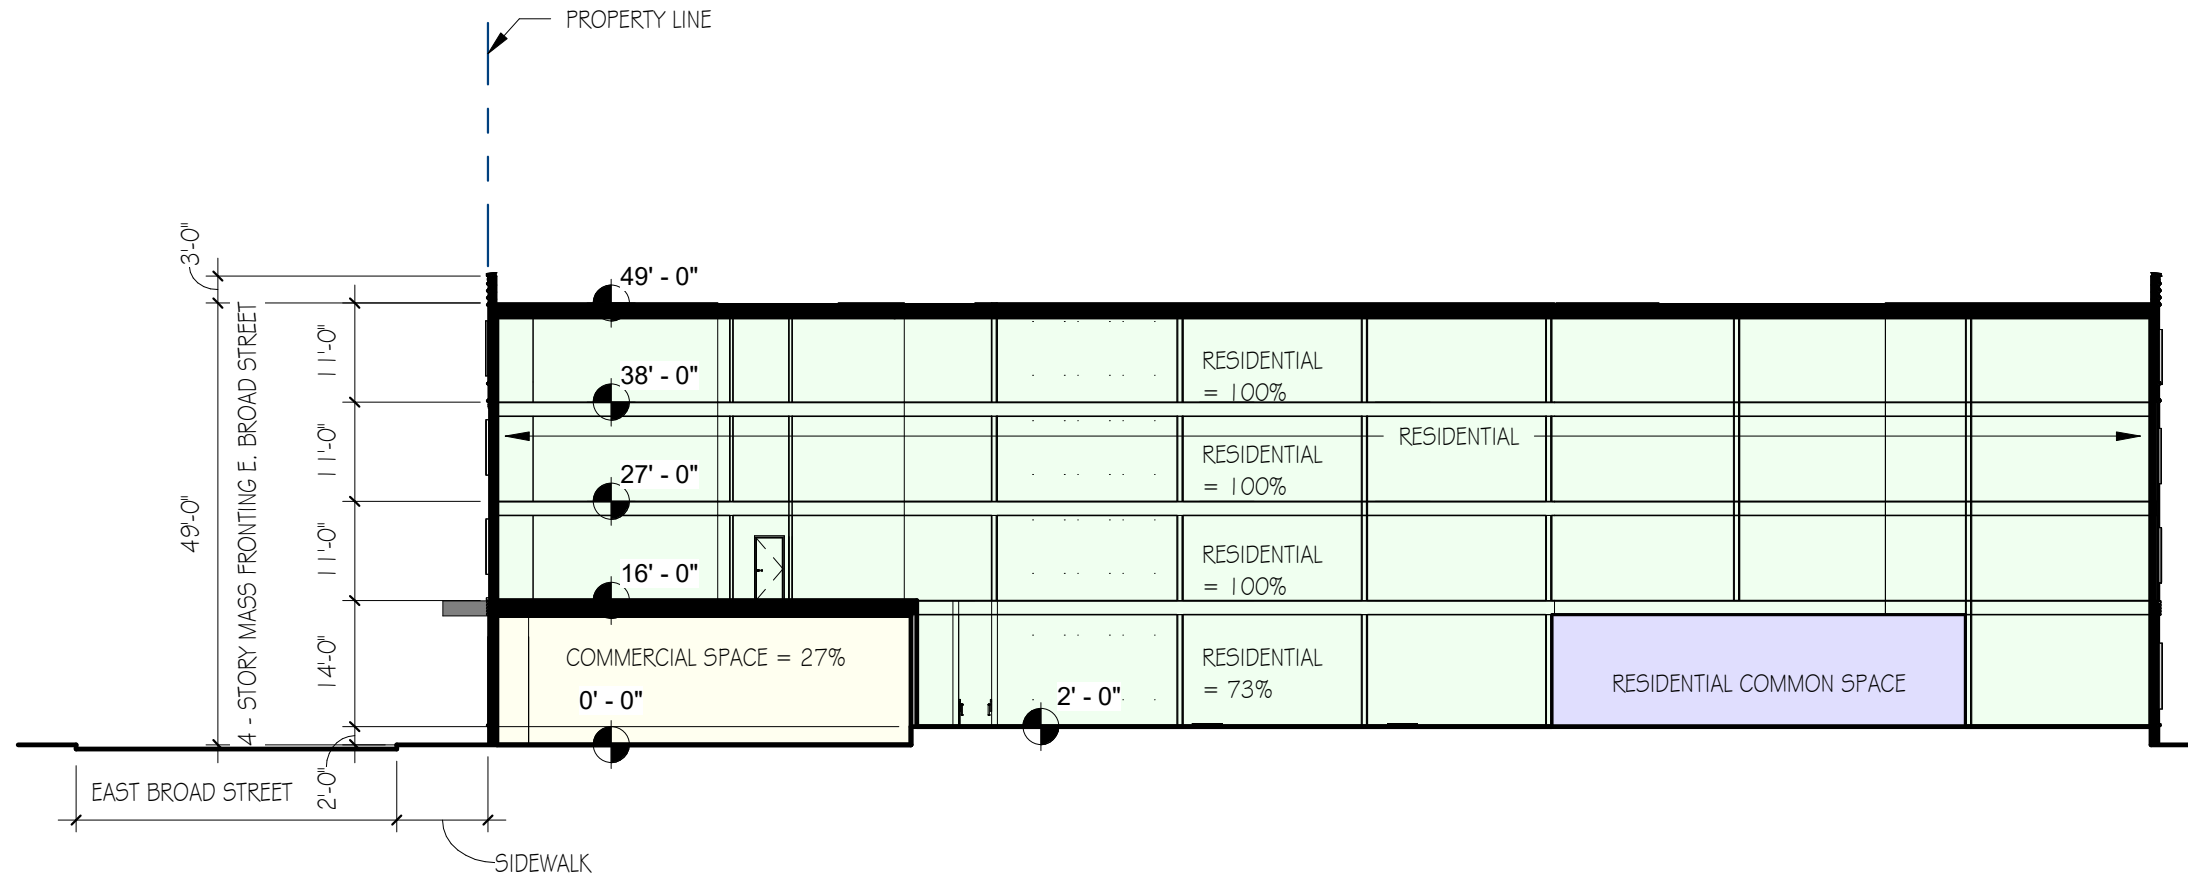 PROPERTY LINE
3'-0"
49'-0"
4 - STORY MASS FRONTING E. BROAD STREET
11'-0"
11'-0"
11'-0"
14'-0"
2'-0"
49' - 0"
38' - 0"
27' - 0"
16' - 0"
0' - 0"
2' - 0"
RESIDENTIAL
= 100%
RESIDENTIAL
RESIDENTIAL
= 100%
RESIDENTIAL
= 100%
COMMERCIAL SPACE = 27%
RESIDENTIAL
= 73%
RESIDENTIAL COMMON SPACE
EAST BROAD STREET
SIDEWALK